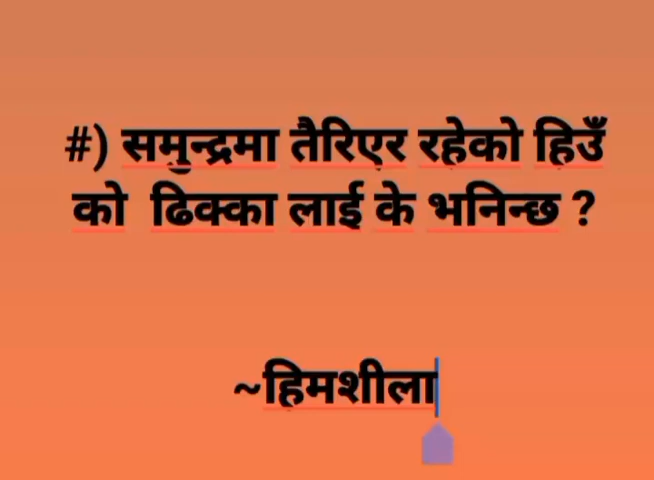 #) समुन्द्रमा तैरिएर रहेको हिउँ
को ढिक्का लाई के भनिन्छ ?
~हिमशीला